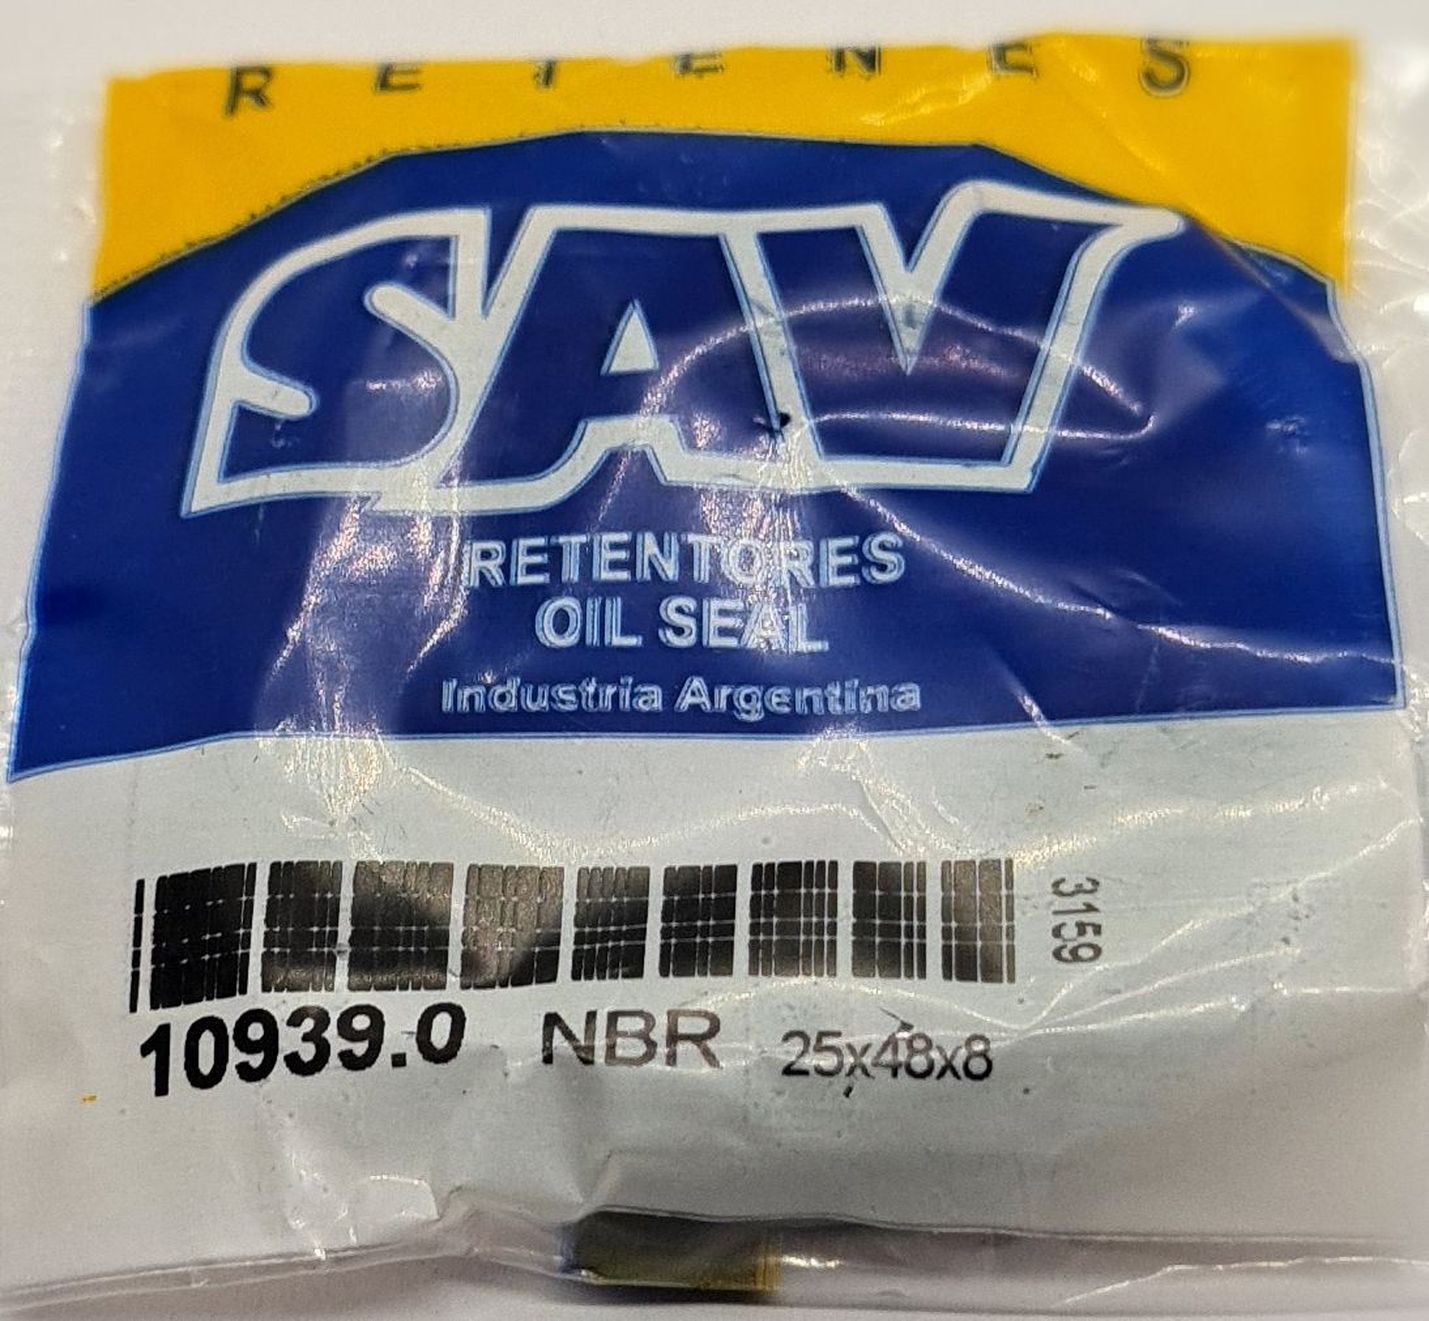 RETENES
SAV
RETENTORES
OIL SEAL
Industria Argentina
3159
10939.0 NBR 25x48x8